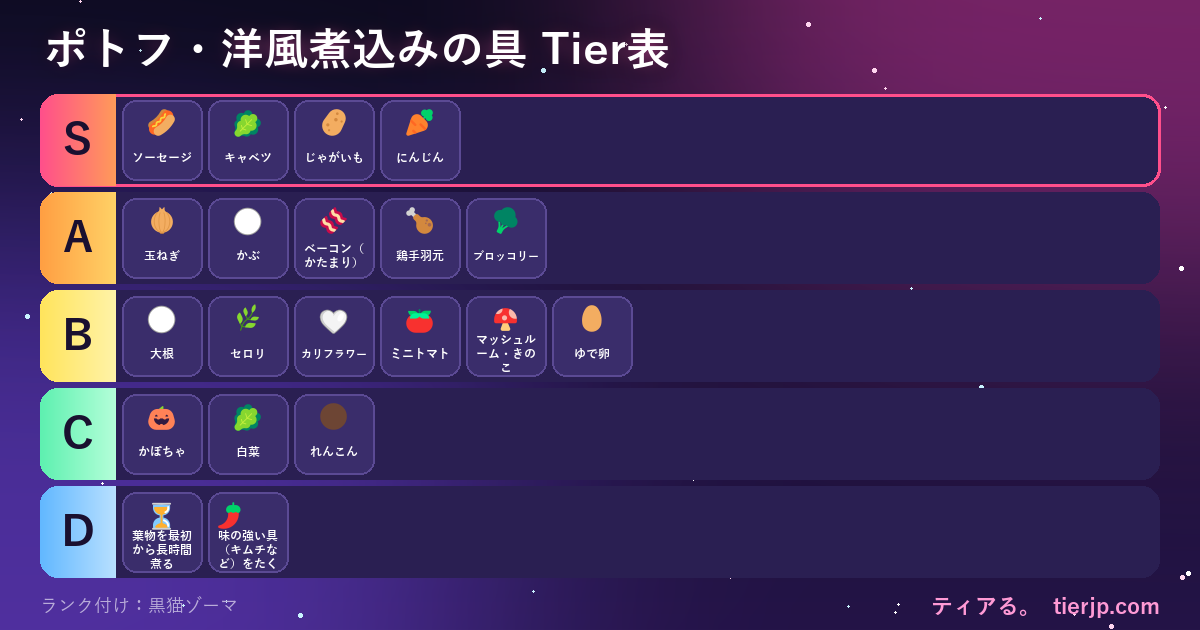 ポトフ・洋風煮込みの具 Tier表
S
ソーセージ
キャベツ
じゃがいも
にんじん
A
玉ねぎ
かぶ
ベーコン（
かたまり）
鶏手羽元
ブロッコリー
B
大根
セロリ
カリフラワー
ミニトマト
マッシュル
ーム・きの
こ
ゆで卵
C
かぼちゃ
白菜
れんこん
D
葉物を最初
から長時間
煮る
味の強い具
（キムチな
ど）をたく
ランク付け：黒猫ゾーマ
ティアる。 tierjp.com